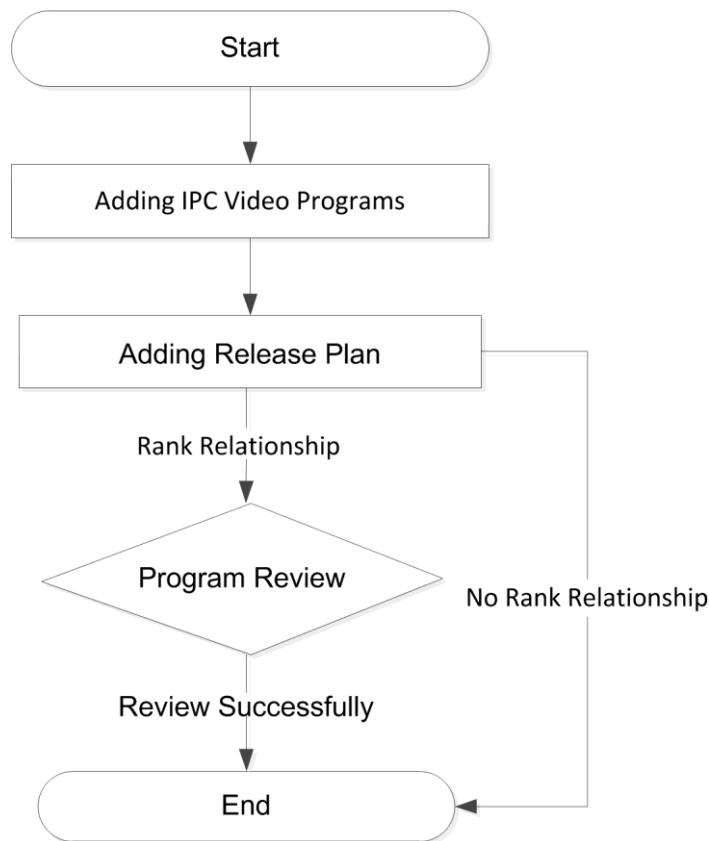 Start
Adding IPC Video Programs
Adding Release Plan
Rank Relationship
Program Review
No Rank Relationship
Review Successfully
End